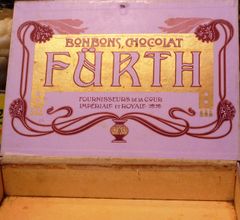 BONBONS, CHOCOLAT
FÜRTH
FOURNISSEURS DE LA COUR
IMPÉRIALE ET ROYALE